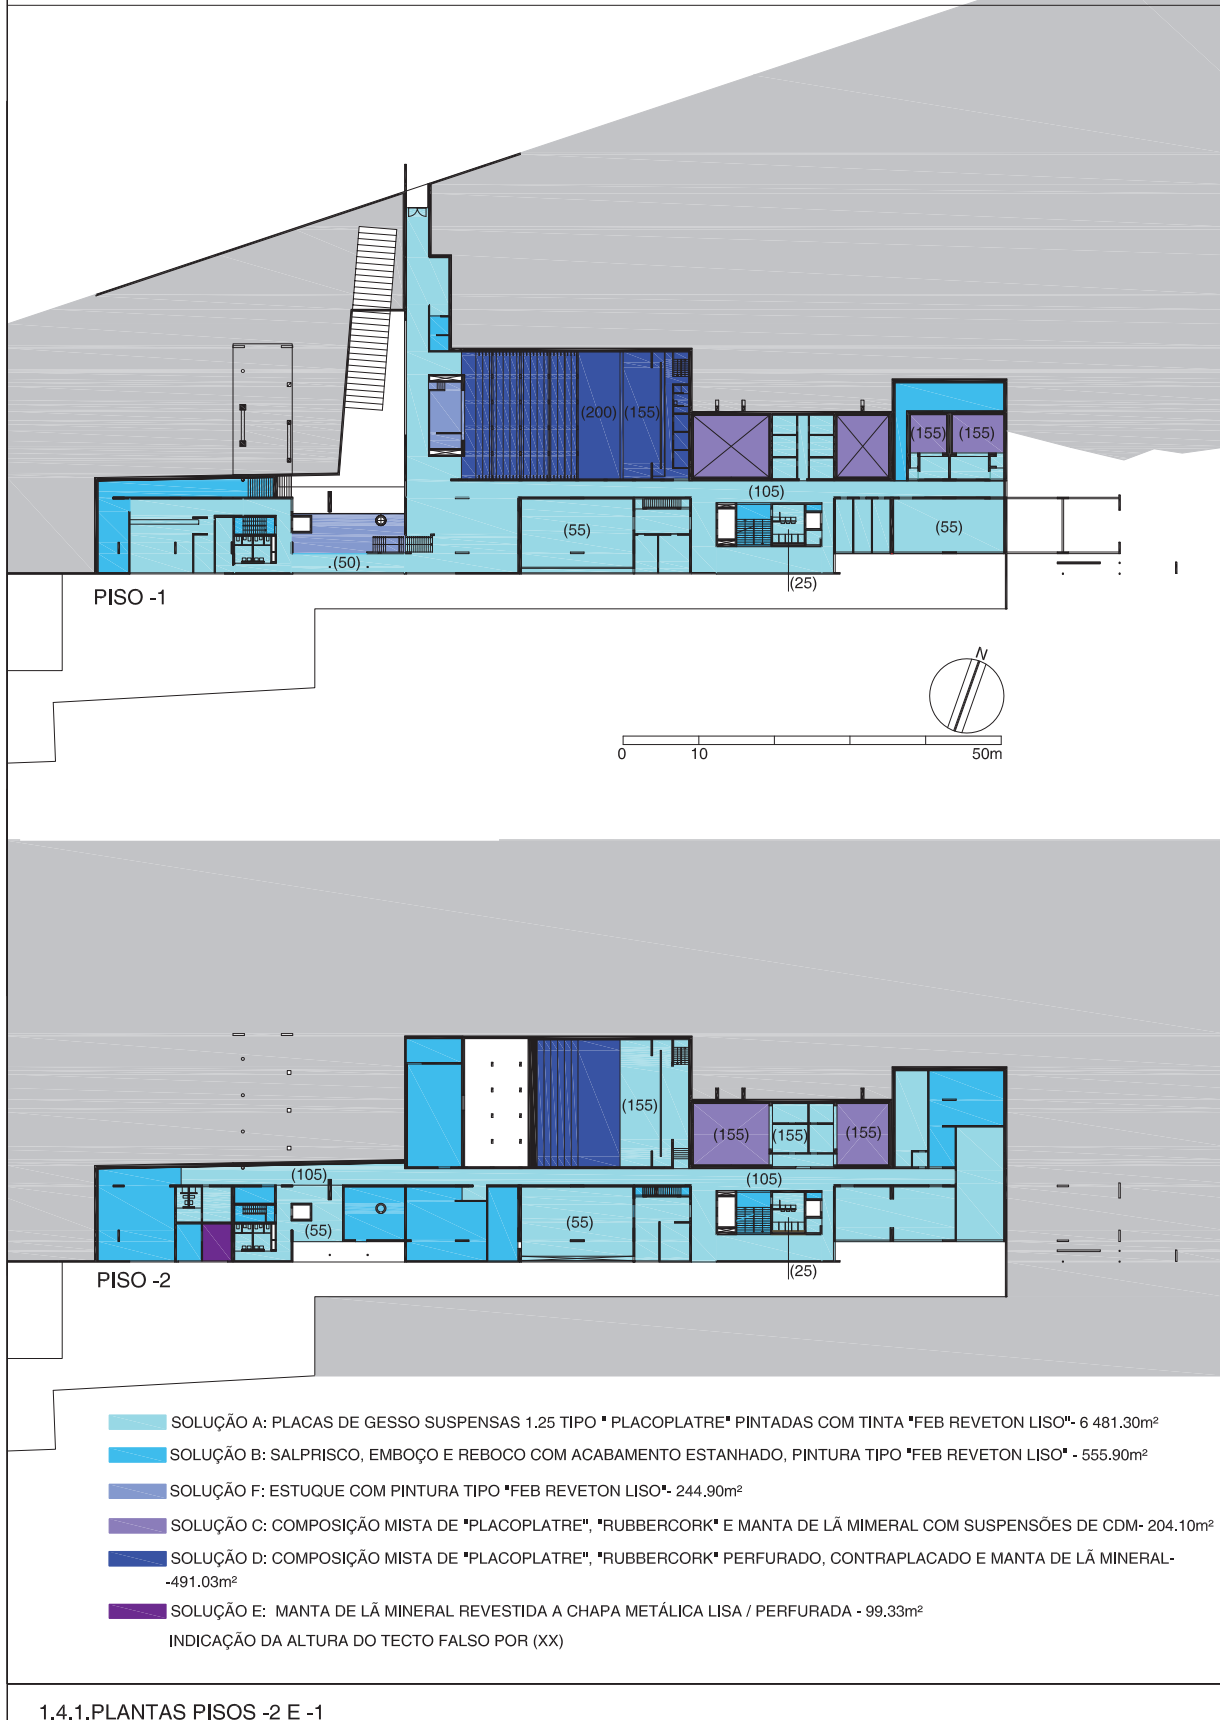 (200) (155)
(155) (155)
(105)
(55)
(55)
(50)
(25)
PISO -1
N
0 10 50m
(155)
(155) (155) (155)
(105)
(105)
(55)
(55)
(25)
PISO -2
SOLUÇÃO A: PLACAS DE GESSO SUSPENSAS 1.25 TIPO " PLACOPLATRE" PINTADAS COM TINTA "FEB REVETON LISO"- 6 481.30m²
SOLUÇÃO B: SALPRISCO, EMBOÇO E REBOCO COM ACABAMENTO ESTANHADO, PINTURA TIPO "FEB REVETON LISO" - 555.90m²
SOLUÇÃO F: ESTUQUE COM PINTURA TIPO "FEB REVETON LISO"- 244.90m²
SOLUÇÃO C: COMPOSIÇÃO MISTA DE "PLACOPLATRE", "RUBBERCORK" E MANTA DE LÃ MIMERAL COM SUSPENSÕES DE CDM- 204.10m²
SOLUÇÃO D: COMPOSIÇÃO MISTA DE "PLACOPLATRE", "RUBBERCORK" PERFURADO, CONTRAPLACADO E MANTA DE LÃ MINERAL-
-491.03m²
SOLUÇÃO E: MANTA DE LÃ MINERAL REVESTIDA A CHAPA METÁLICA LISA / PERFURADA - 99.33m²
INDICAÇÃO DA ALTURA DO TECTO FALSO POR (XX)
1.4.1.PLANTAS PISOS -2 E -1